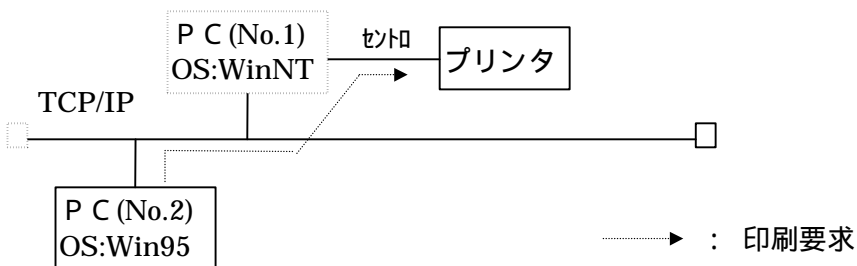 ＰＣ(No.1)
OS:WinNT
ｾﾝﾄﾛ
プリンタ
TCP/IP
ＰＣ(No.2)
OS:Win95
： 印刷要求